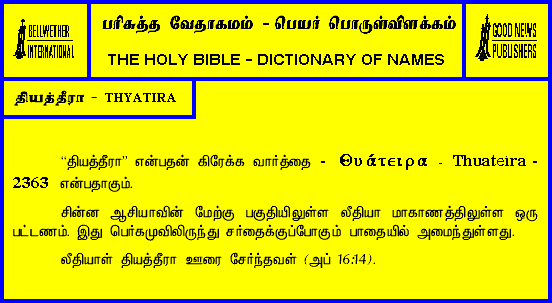 BELLWETHER
INTERNATIONAL
பரிசுத்த வேதாகமம் - பெயர் பொருள்விளக்கம்
THE HOLY BIBLE - DICTIONARY OF NAMES
GOOD NEWS
PUBLISHERS
தியத்தீரா - THYATIRA
“தியத்தீரா” என்பதன் கிரேக்க வார்த்தை - Θυάτειρα - Thuateira -
2363 என்பதாகும்.
சின்ன ஆசியாவின் மேற்கு பகுதியிலுள்ள லீதியா மாகாணத்திலுள்ள ஒரு
பட்டணம். இது பெர்கமுவிலிருந்து சர்தைக்குப்போகும் பாதையில் அமைந்துள்ளது.
லீதியாள் தியத்தீரா ஊரை சேர்ந்தவள் (அப் 16:14).